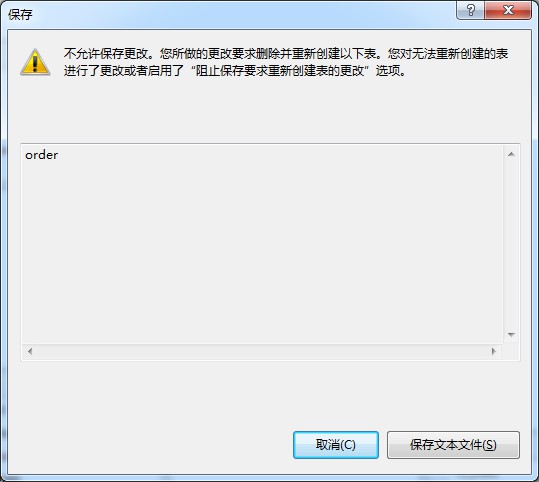 保存
不允许保存更改。您所做的更改要求删除并重新创建以下表。您对无法重新创建的表
进行了更改或者启用了“阻止保存要求重新创建表的更改”选项。
order
取消(C)
保存文本文件(S)